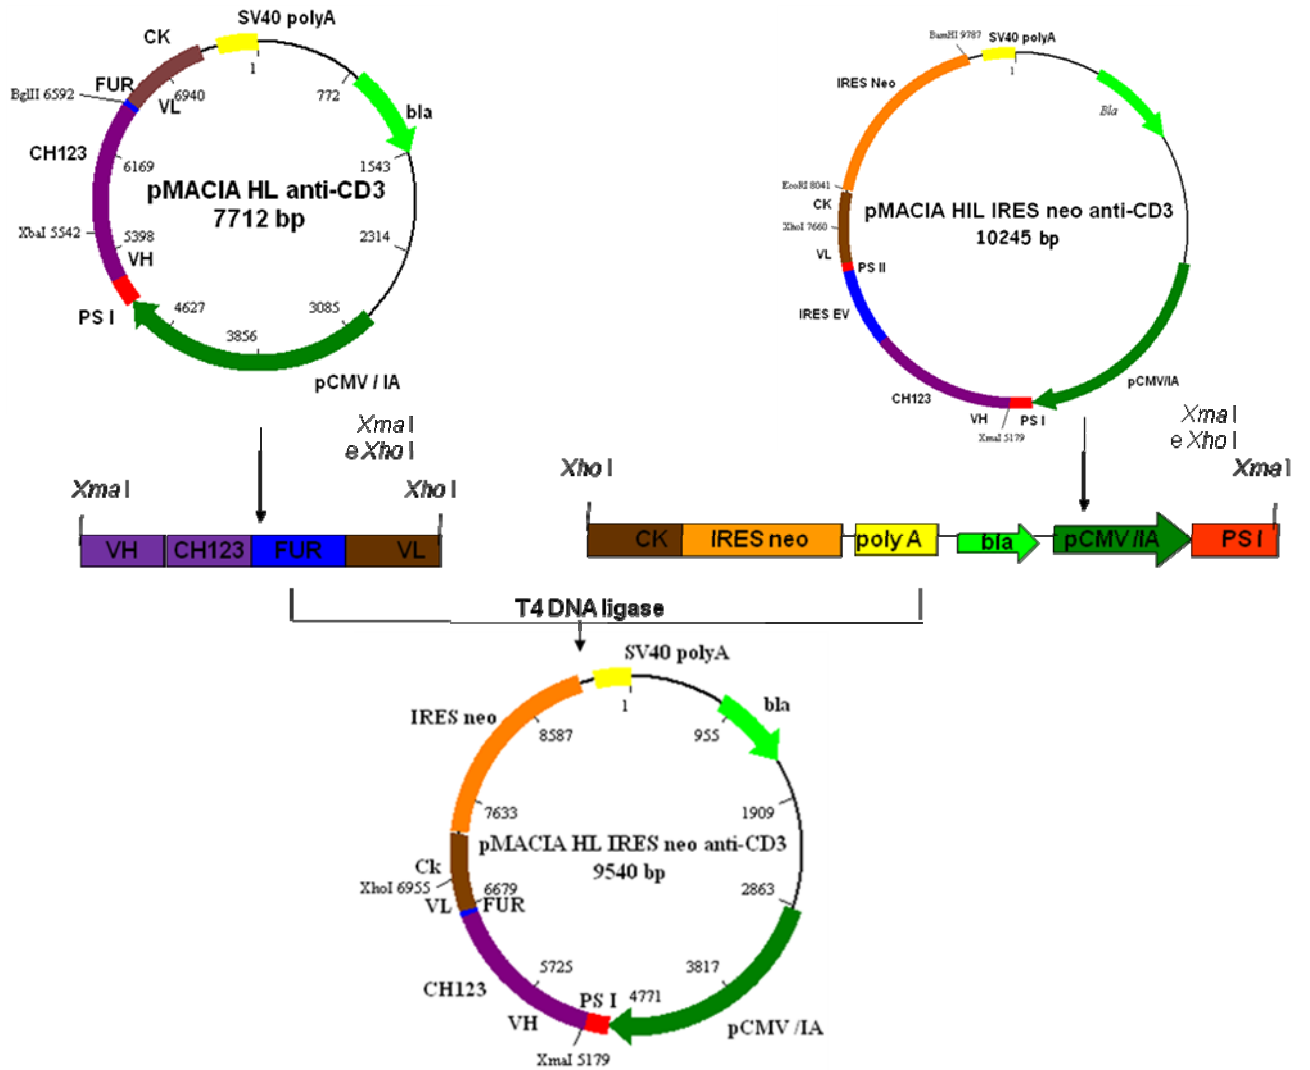 SV40 polyA
CK
1
FUR
BglII 6592
6940
VL
772
bla
CH123
6169
1543
pMACIA HL anti-CD3
7712 bp
XbaI 5542
5398
VH
2314
PS I
4627
3085
3856
pCMV / IA
BamHI 9787
SV40 polyA
1
IRES Neo
Bla
EcoRI 8041
CK
pMACIA HIL IRES neo anti-CD3
10245 bp
XhoI 7660
VL
PS II
IRES EV
CH123
pCMV/IA
VH
PS I
XmaI 5179
XmaI
e XhoI
XmaI
e XhoI
XmaI
XhoI
VH
CH123
FUR
VL
XhoI
XmaI
CK
IRES neo
poly A
bla
pCMV /IA
PS I
T4 DNA ligase
SV40 polyA
1
bla
IRES neo
8587
955
7633
1909
pMACIA HL IRES neo anti-CD3
9540 bp
Ck
XhoI 6955
6679
2863
VL
FUR
5725
3817
CH123
PS I
4771
VH
pCMV /IA
XmaI 5179